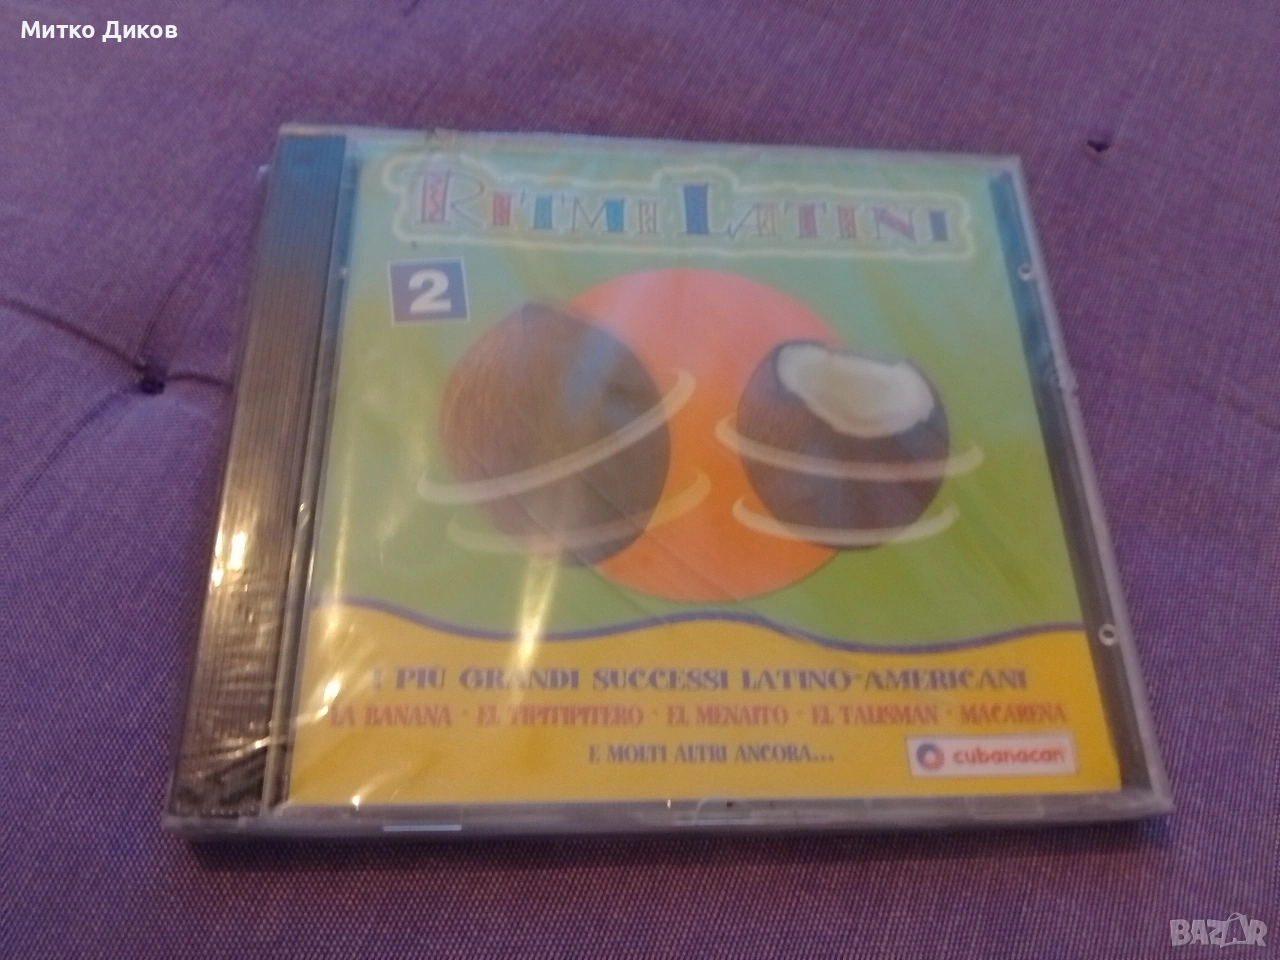 Митко Диков
RITMI LATINI
2
I PIÙ GRANDI SUCCESSI LATINO-AMERICANI
LA BANANA · EL TIPITIPITERO · EL MENAITO · EL TALISMAN · MACARENA
E MOLTI ALTRI ANCORA...
cubanacan
BAZAR